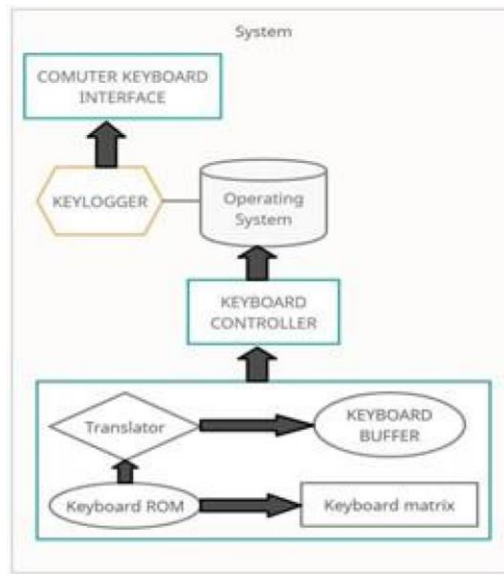 System
COMUTER KEYBOARD
INTERFACE
KEYLOGGER
Operating
System
KEYBOARD
CONTROLLER
Translator
KEYBOARD
BUFFER
Keyboard ROM
Keyboard matrix